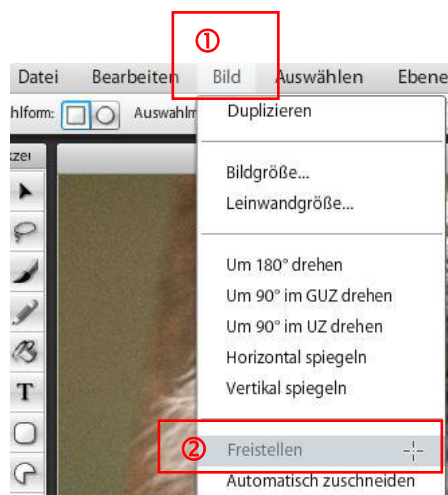 ①
Datei Bearbeiten Bild Auswählen Ebene
hlform: Auswahlm
Duplizieren
kzei
Bildgröße...
Leinwandgröße...
Um 180° drehen
Um 90° im GUZ drehen
Um 90° im UZ drehen
Horizontal spiegeln
Vertikal spiegeln
T
② Freistellen
Automatisch zuschneiden